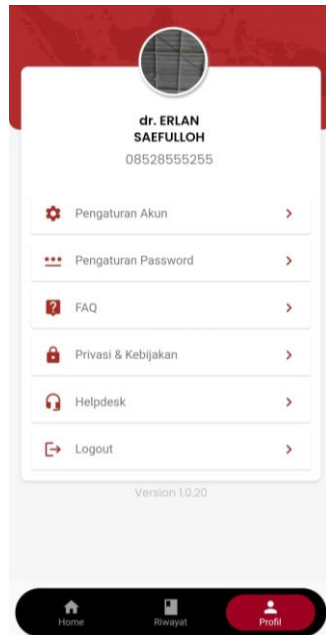 dr. ERLAN
SAEFULLOH
08528555255
Pengaturan Akun
Pengaturan Password
FAQ
Privasi & Kebijakan
Helpdesk
Logout
Version 1.0.20
Home
Riwayat
Profil